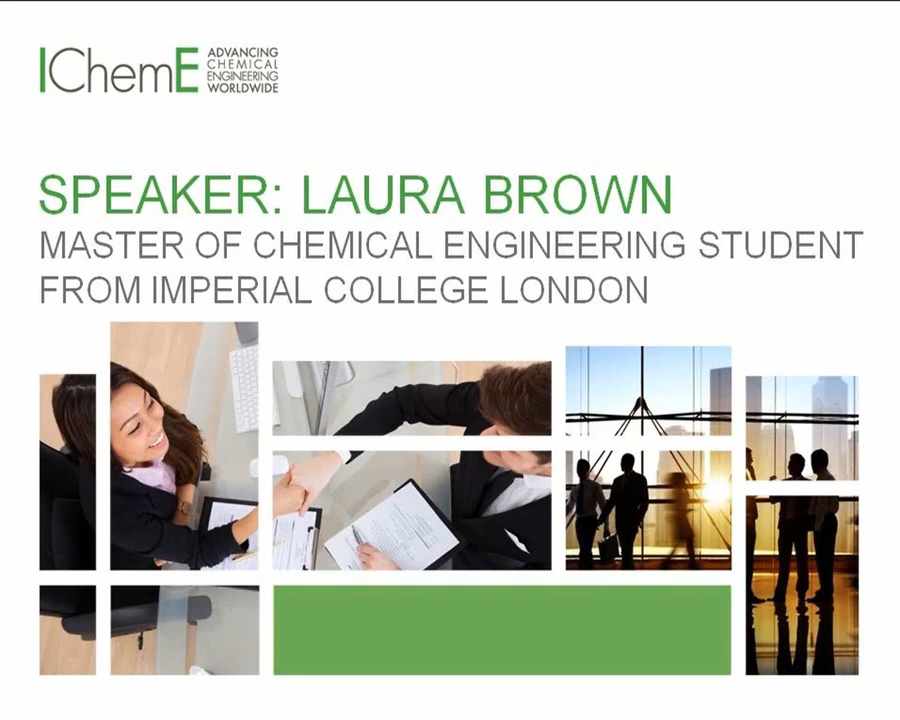 IChemE
ADVANCING
CHEMICAL
ENGINEERING
WORLDWIDE
SPEAKER: LAURA BROWN
MASTER OF CHEMICAL ENGINEERING STUDENT
FROM IMPERIAL COLLEGE LONDON